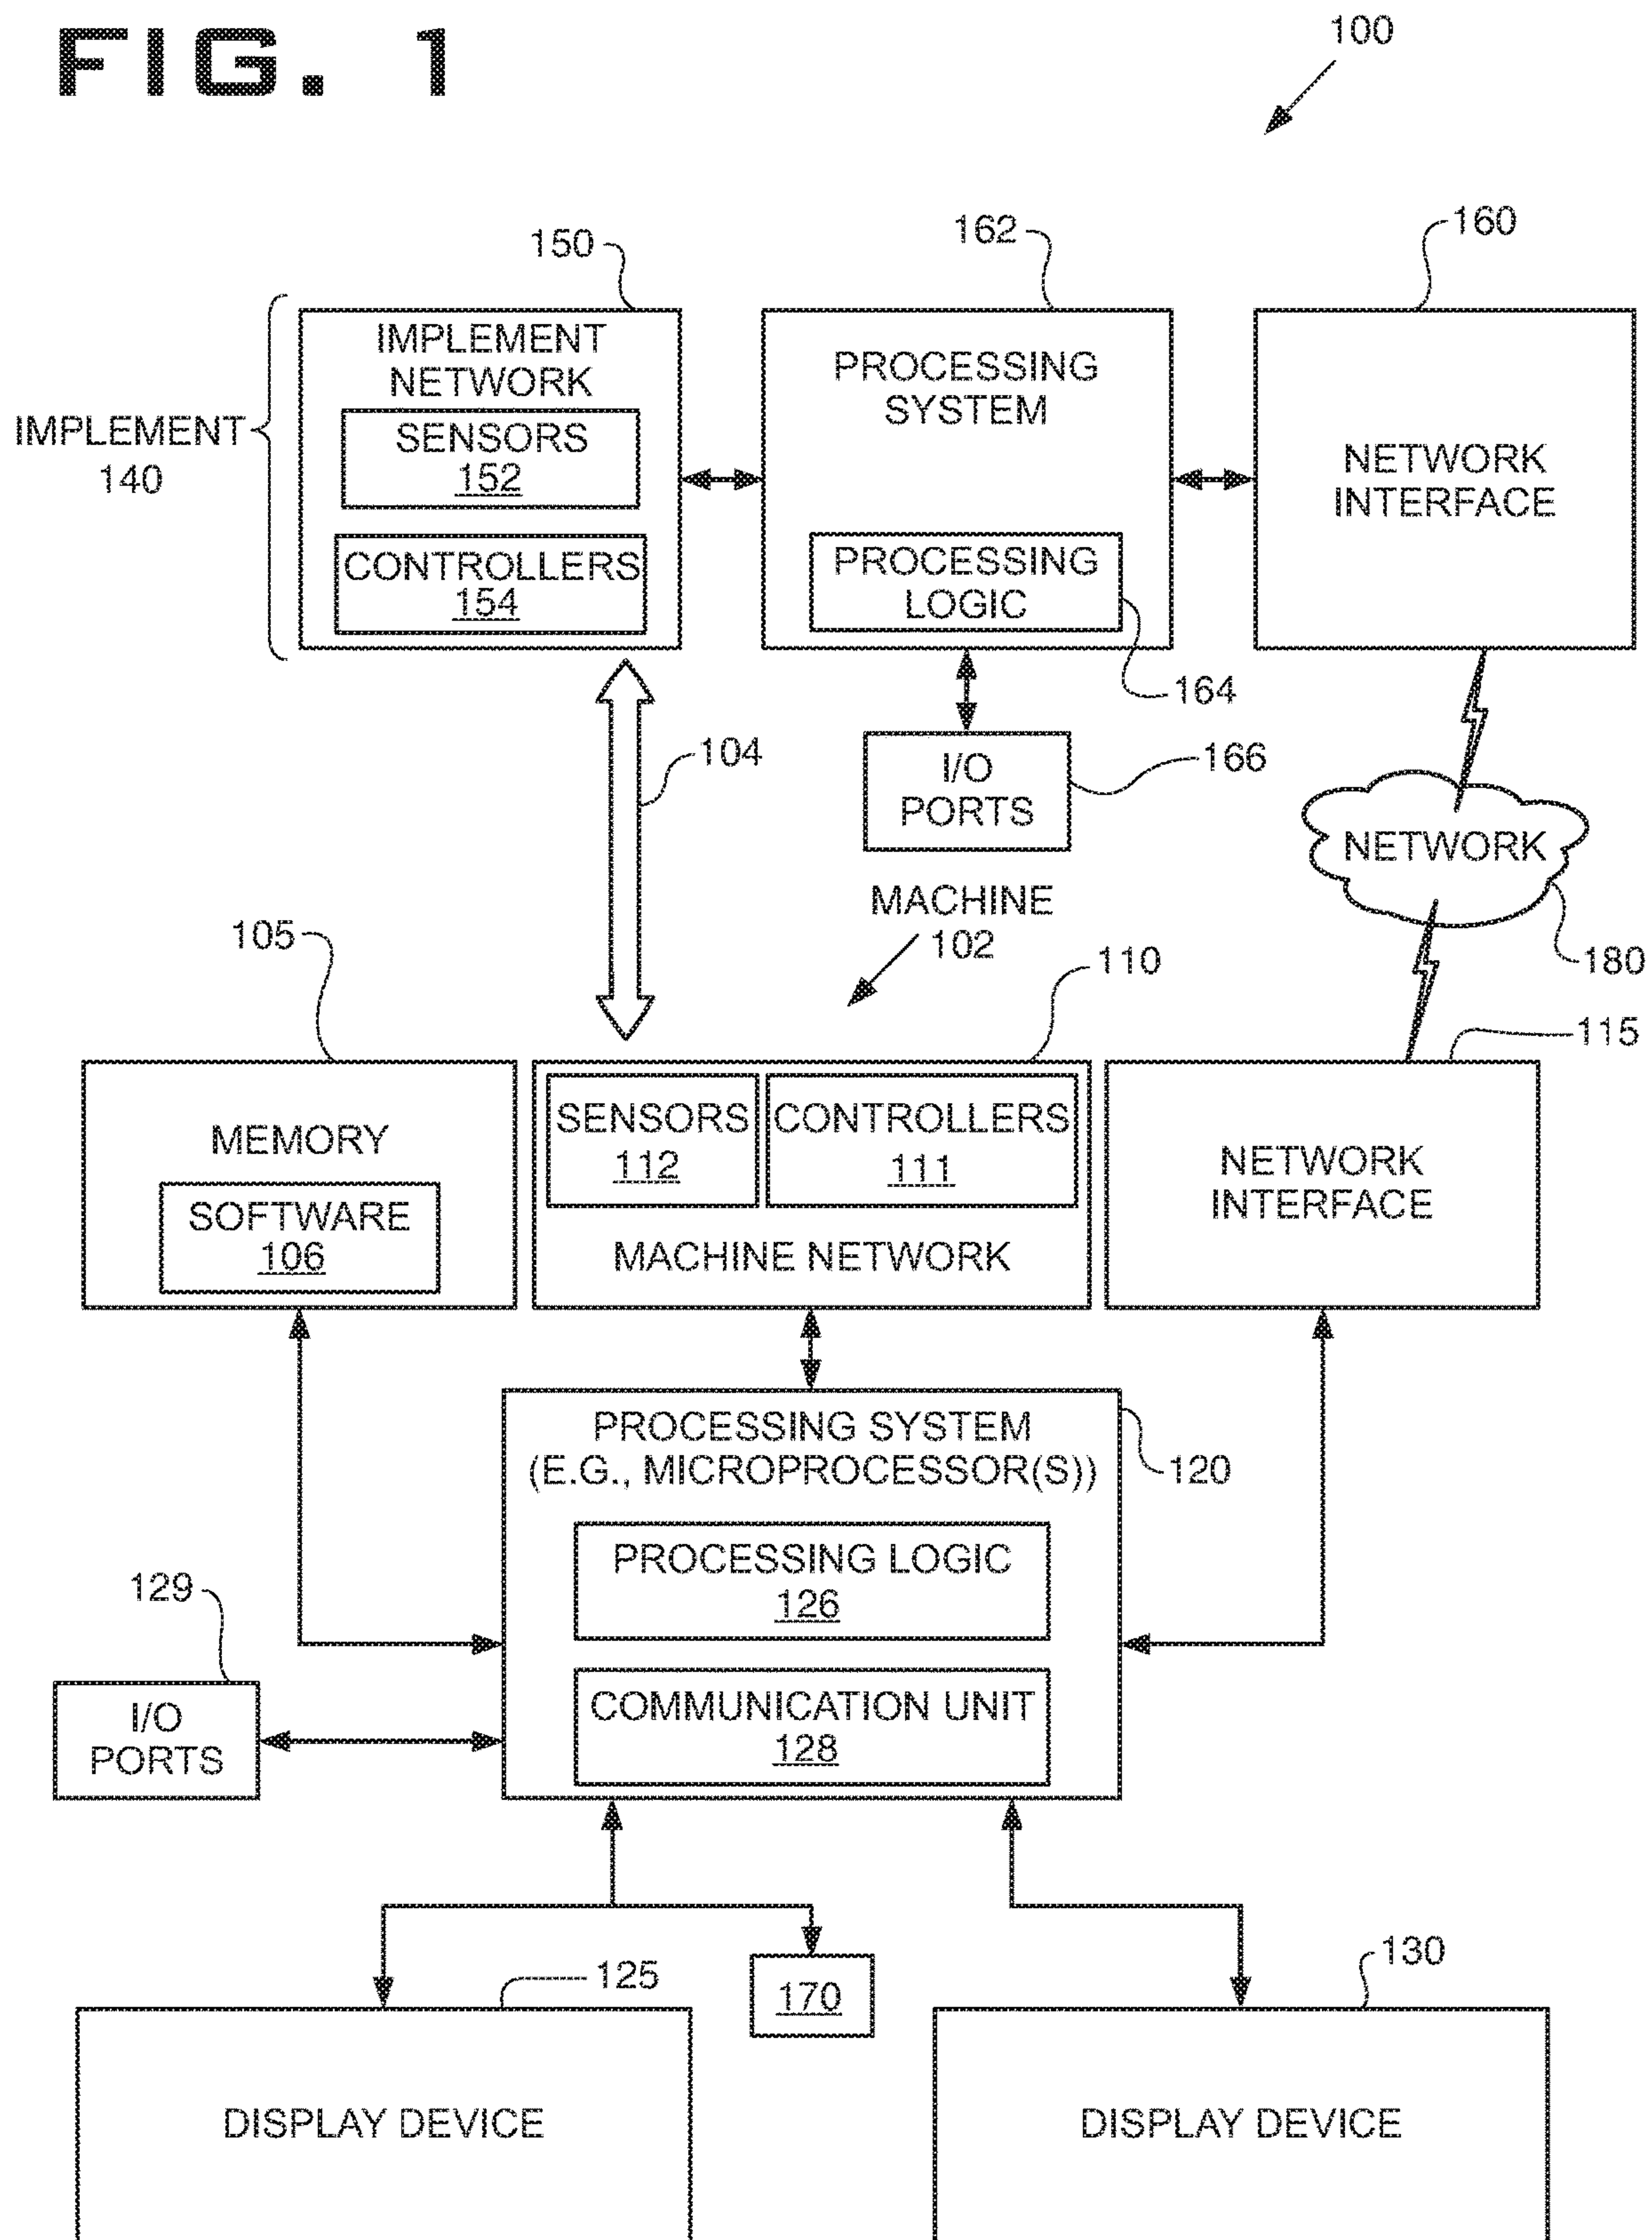 FIG. 1
100
150
162
160
IMPLEMENT
140
IMPLEMENT
NETWORK
SENSORS
152
CONTROLLERS
154
PROCESSING
SYSTEM
PROCESSING
LOGIC
164
NETWORK
INTERFACE
104
I/O
PORTS
166
NETWORK
180
MACHINE
102
105
110
115
MEMORY
SOFTWARE
106
SENSORS
112
CONTROLLERS
111
MACHINE NETWORK
NETWORK
INTERFACE
PROCESSING SYSTEM
(E.G., MICROPROCESSOR(S))
120
PROCESSING LOGIC
126
COMMUNICATION UNIT
128
129
I/O
PORTS
125
170
130
DISPLAY DEVICE
DISPLAY DEVICE